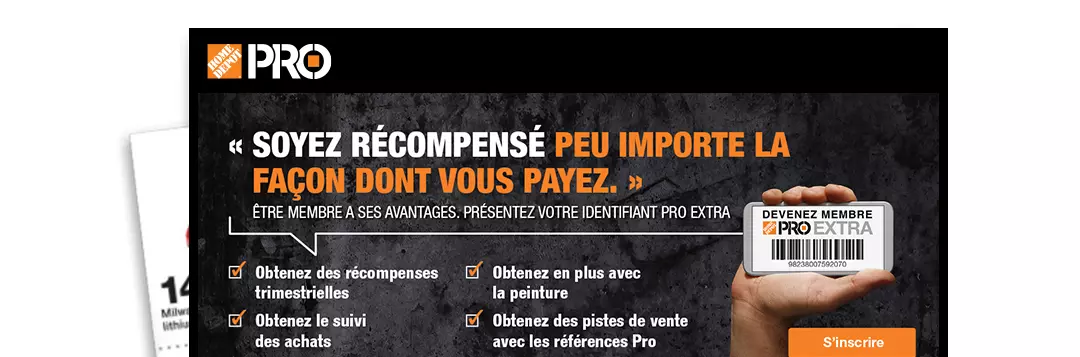 HOME DEPOT PRO
« SOYEZ RÉCOMPENSÉ PEU IMPORTE LA
FAÇON DONT VOUS PAYEZ. »
ÊTRE MEMBRE A SES AVANTAGES. PRÉSENTEZ VOTRE IDENTIFIANT PRO EXTRA
DEVENEZ MEMBRE
PRO EXTRA
98238007592070
Obtenez des récompenses
trimestrielles
Obtenez en plus avec
la peinture
Obtenez le suivi
des achats
Obtenez des pistes de vente
avec les références Pro
S'inscrire
14